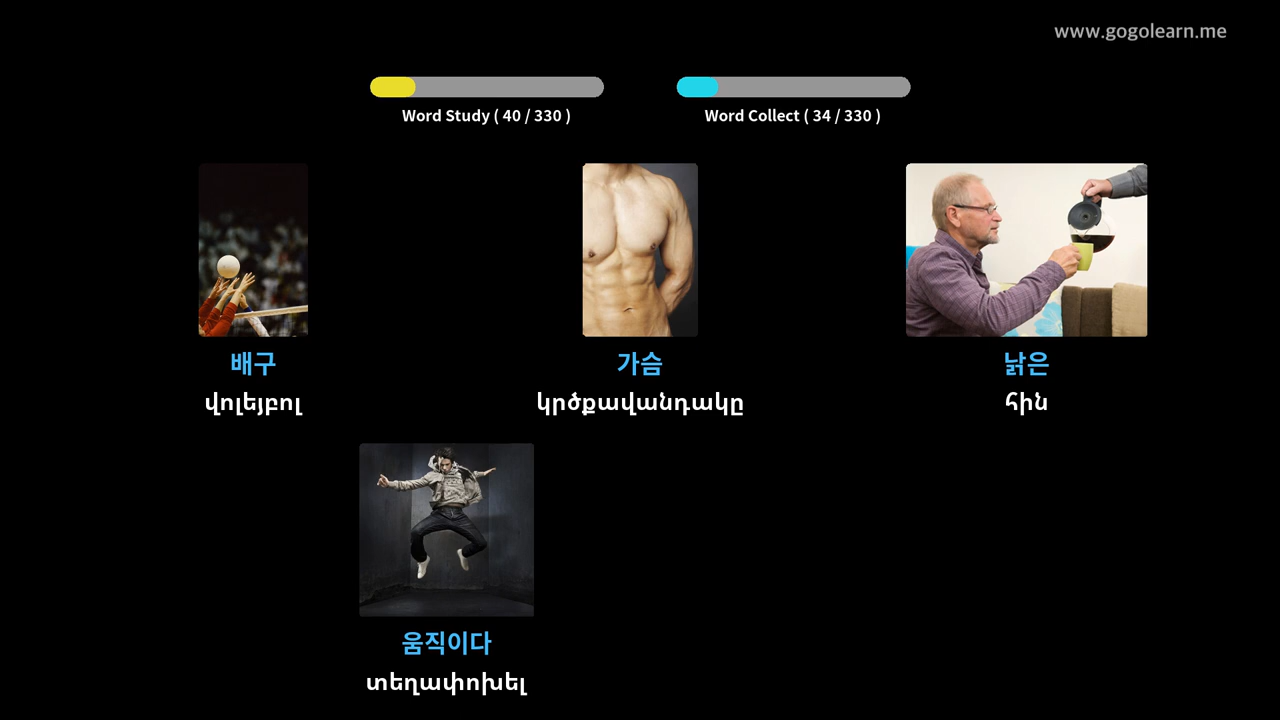 www.gogolearn.me
Word Study ( 40 / 330 )
Word Collect ( 34 / 330 )
배구
վոլեյբոլ
가슴
կրծքավանդակը
낡은
հին
움직이다
տեղափոխել